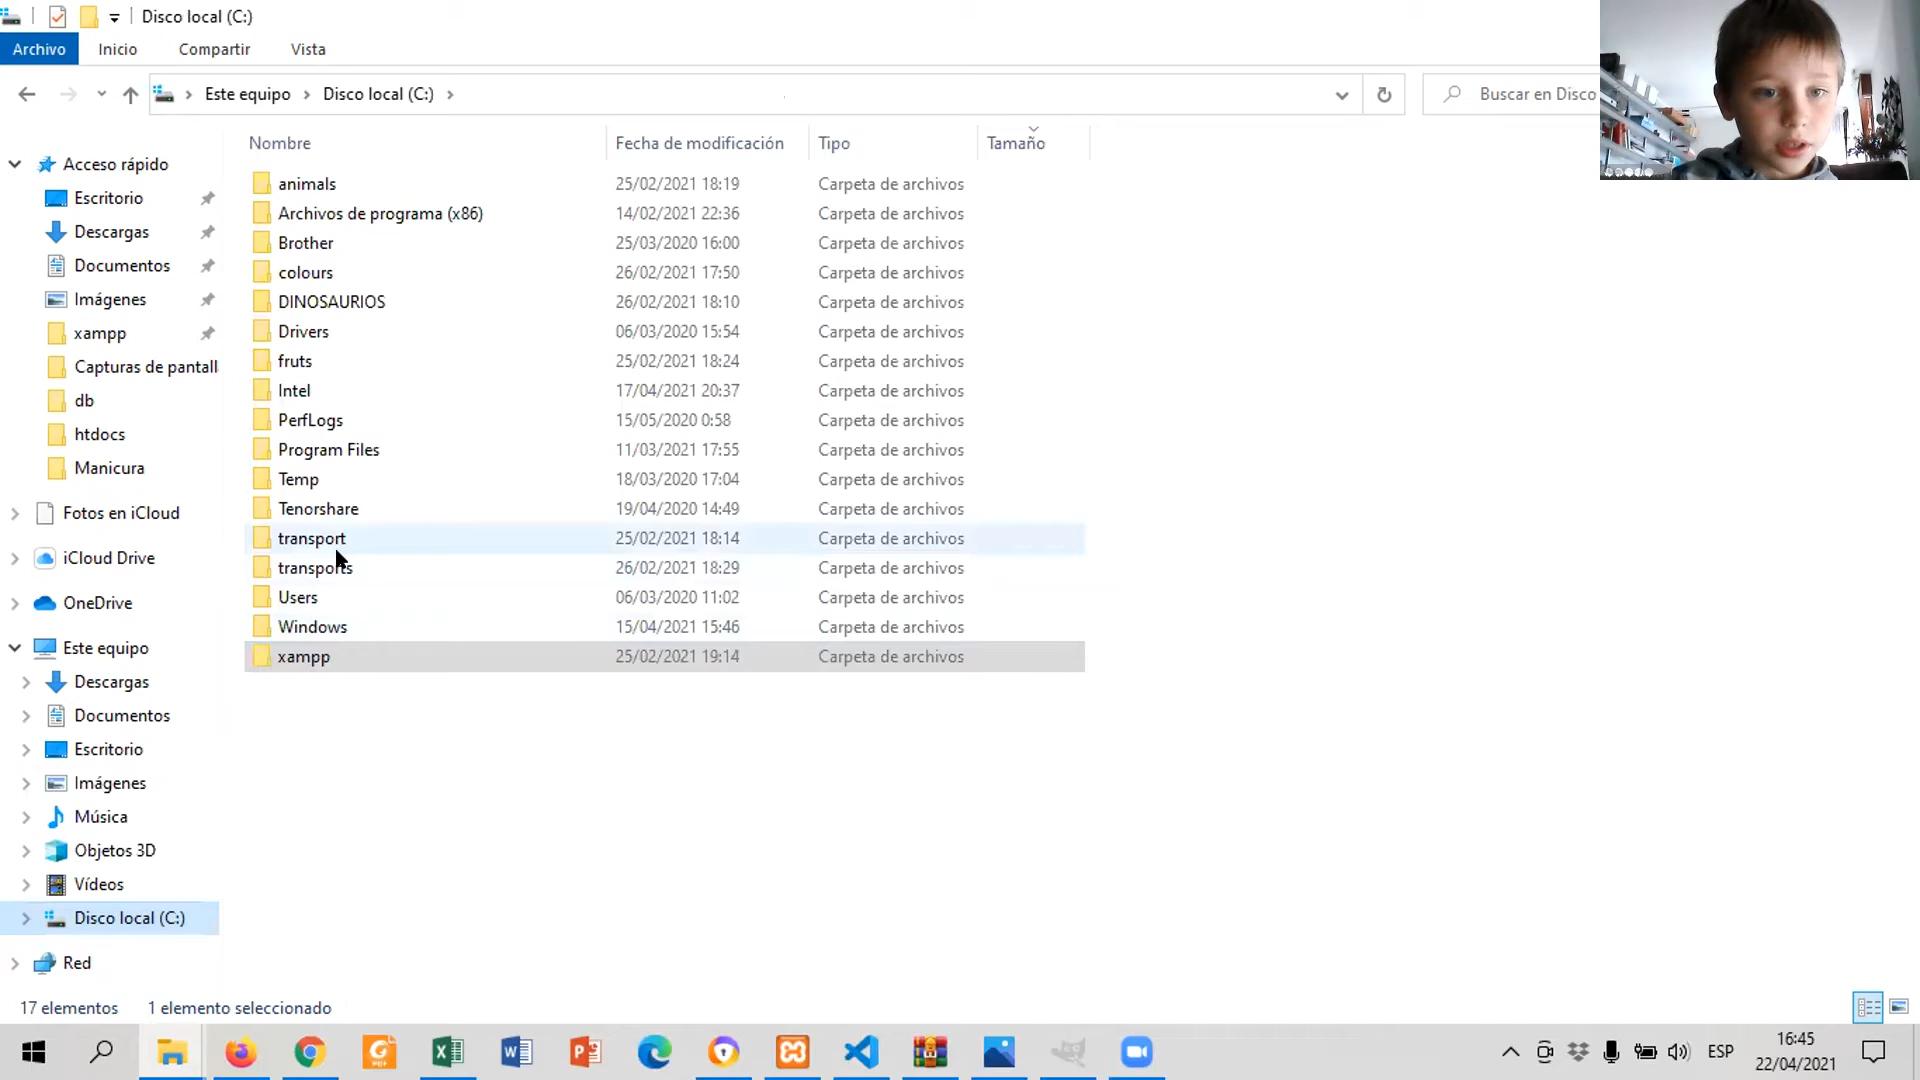 Disco local (C:)
Archivo Inicio Compartir Vista
Este equipo Disco local (C:) Buscar en Disco
Nombre Fecha de modificación Tipo Tamaño
animals 25/02/2021 18:19 Carpeta de archivos
Archivos de programa (x86) 14/02/2021 22:36 Carpeta de archivos
Brother 25/03/2020 16:00 Carpeta de archivos
colours 26/02/2021 17:50 Carpeta de archivos
DINOSAURIOS 26/02/2021 18:10 Carpeta de archivos
Drivers 06/03/2020 15:54 Carpeta de archivos
fruts 25/02/2021 18:24 Carpeta de archivos
Intel 17/04/2021 20:37 Carpeta de archivos
PerfLogs 15/05/2020 0:58 Carpeta de archivos
Program Files 11/03/2021 17:55 Carpeta de archivos
Temp 18/03/2020 17:04 Carpeta de archivos
Tenorshare 19/04/2020 14:49 Carpeta de archivos
transport 25/02/2021 18:14 Carpeta de archivos
transports 26/02/2021 18:29 Carpeta de archivos
Users 06/03/2020 11:02 Carpeta de archivos
Windows 15/04/2021 15:46 Carpeta de archivos
xampp 25/02/2021 19:14 Carpeta de archivos
Acceso rápido
Escritorio
Descargas
Documentos
Imágenes
xampp
Capturas de pantall
db
htdocs
Manicura
Fotos en iCloud
iCloud Drive
OneDrive
Este equipo
Descargas
Documentos
Escritorio
Imágenes
Música
Objetos 3D
Vídeos
Disco local (C:)
Red
17 elementos 1 elemento seleccionado
ESP
16:45
22/04/2021